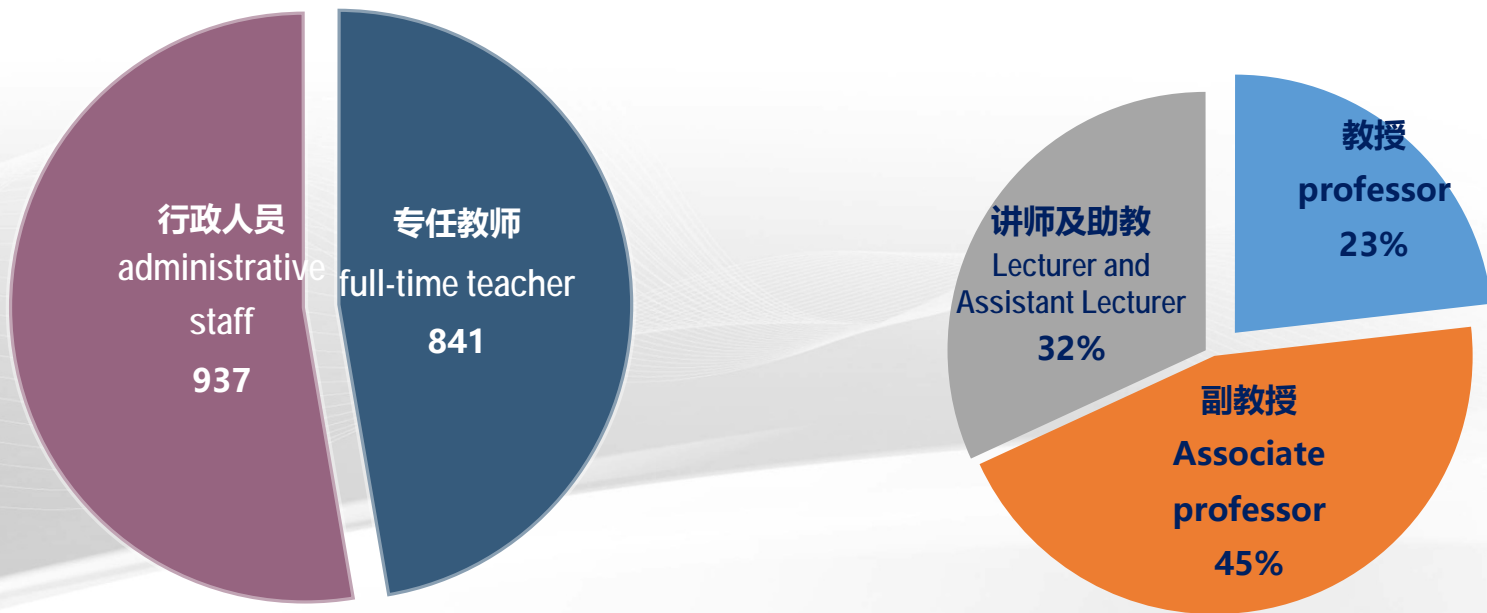 行政人员
administrative
staff
937
专任教师
full-time teacher
841
讲师及助教
Lecturer and
Assistant Lecturer
32%
教授
professor
23%
副教授
Associate
professor
45%